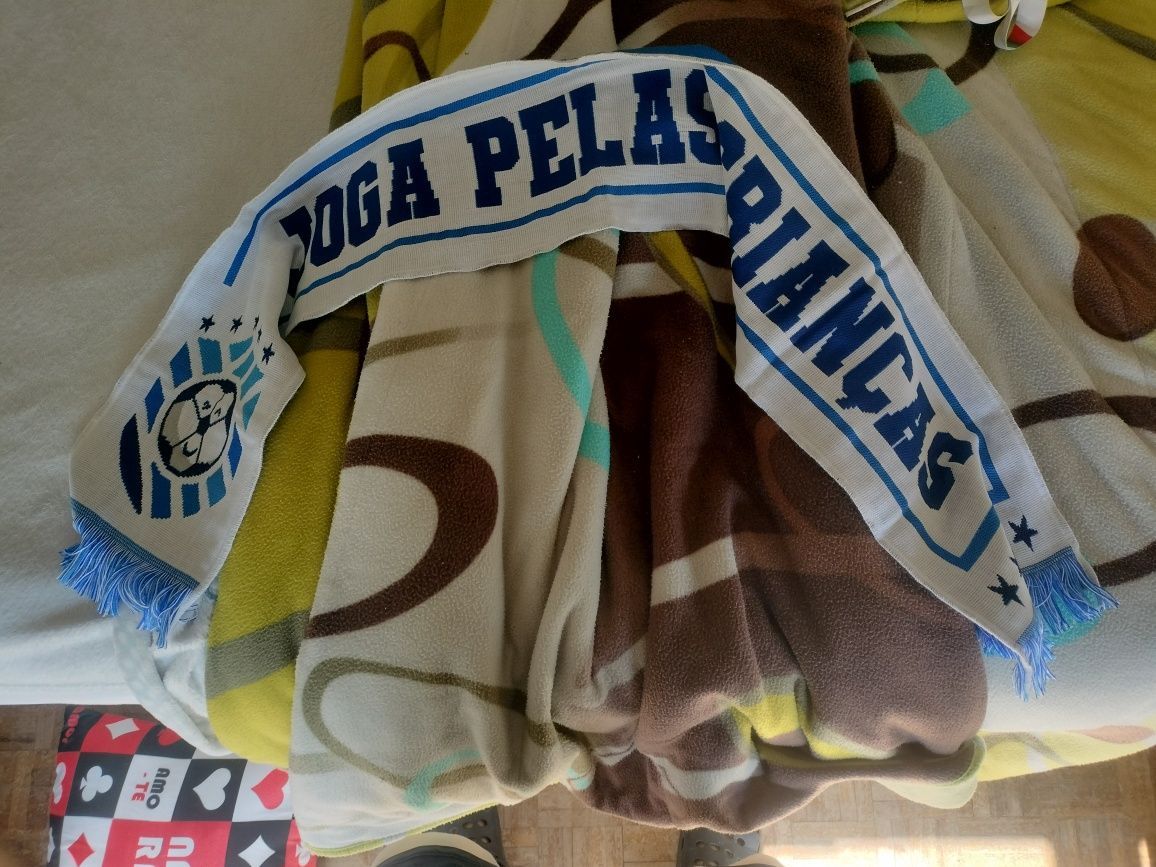 JOGA PELAS
RIANÇAS
AMO
-TE